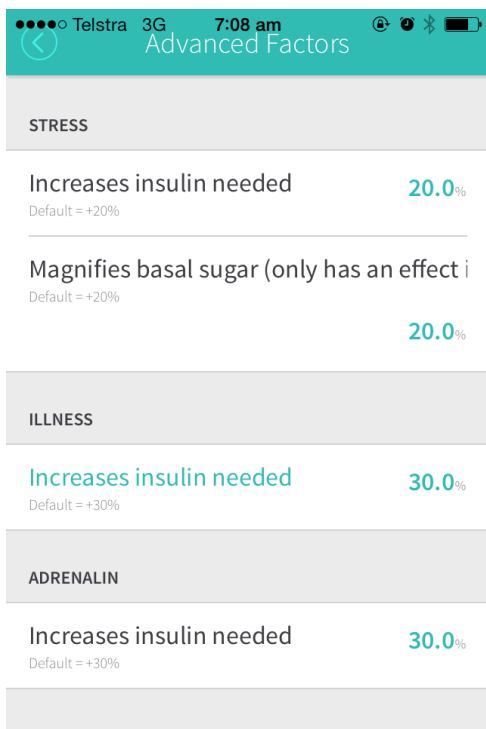 Telstra 3G 7:08 am
Advanced Factors
STRESS
Increases insulin needed 20.0%
Default = +20%
Magnifies basal sugar (only has an effect i
Default = +20%
20.0%
ILLNESS
Increases insulin needed 30.0%
Default = +30%
ADRENALIN
Increases insulin needed 30.0%
Default = +30%